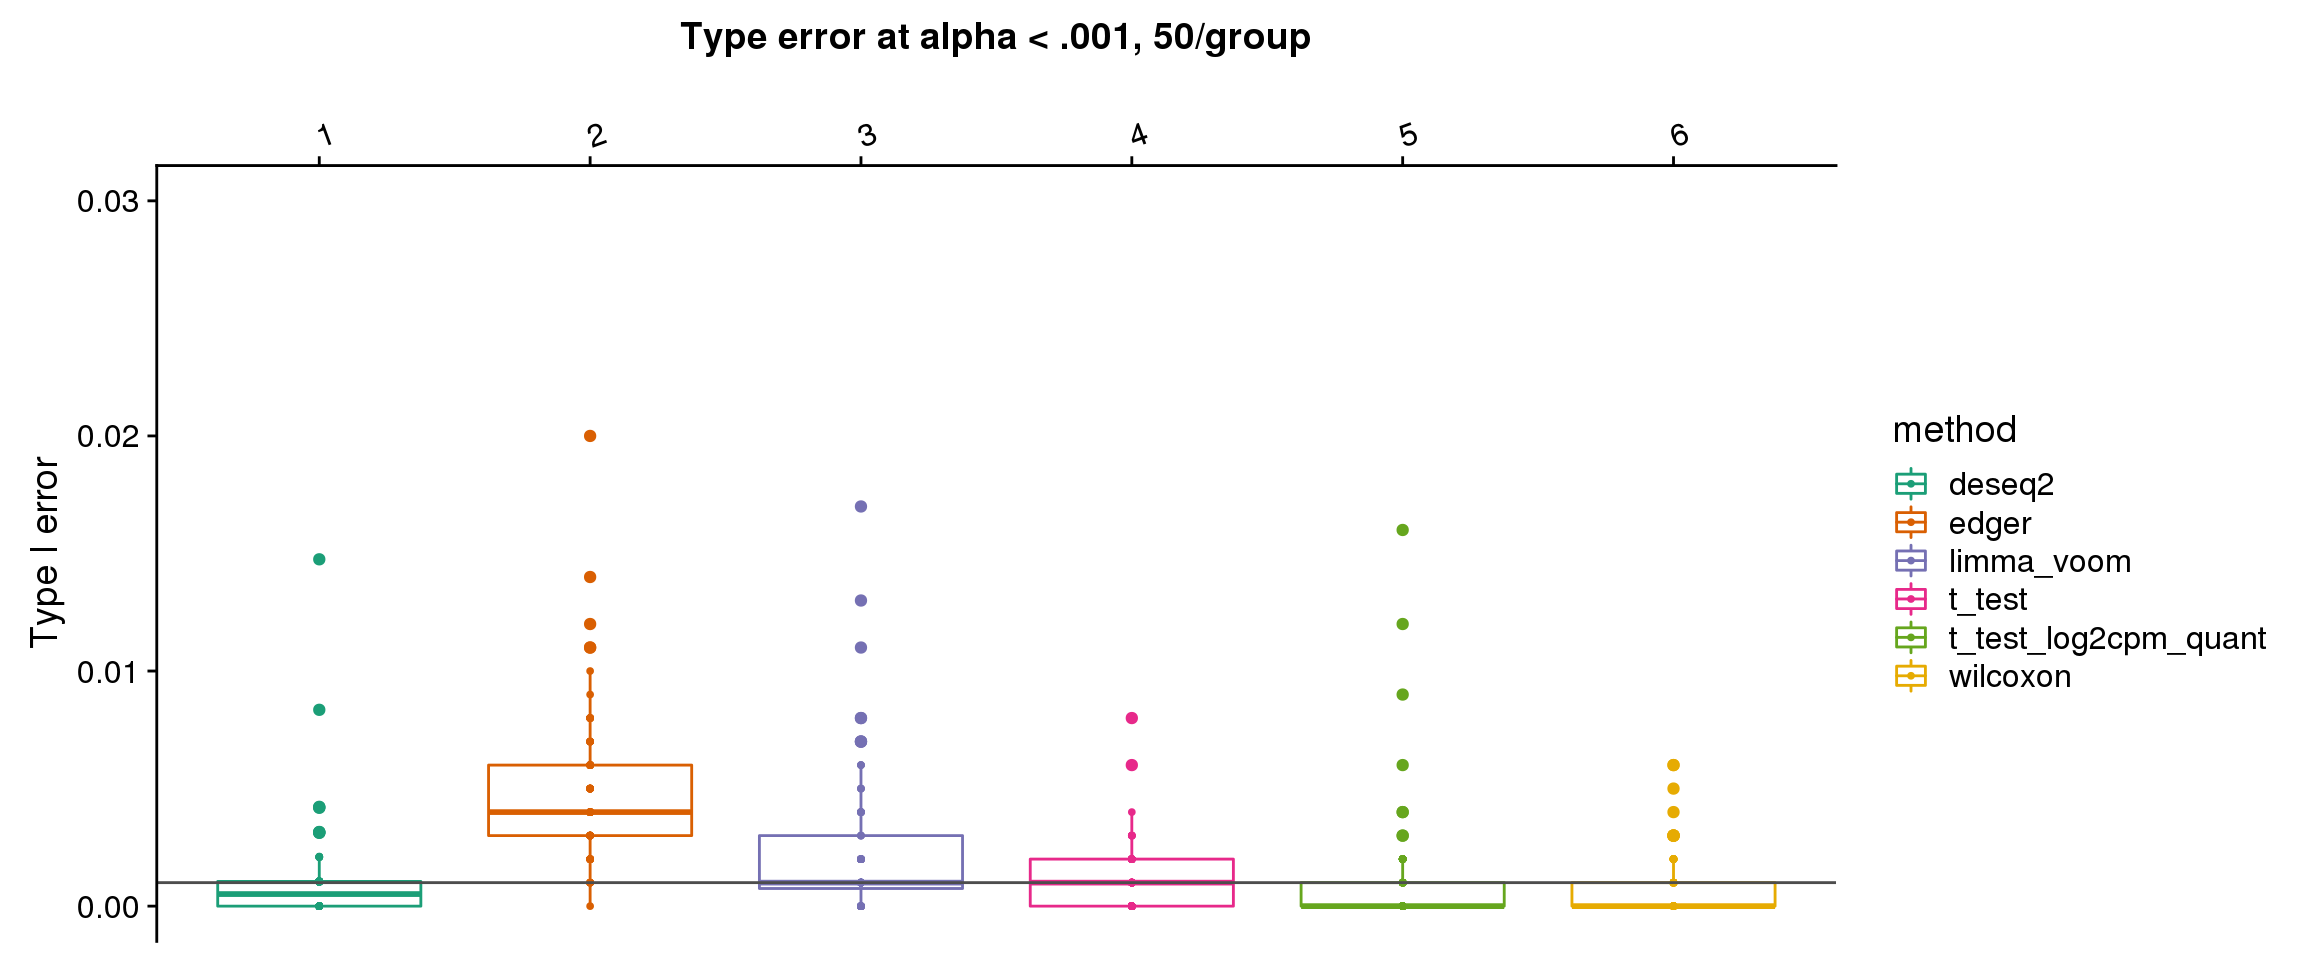 Type error at alpha < .001, 50/group
1 2 3 4 5 6
0.03
0.02
0.01
0.00
Type I error
method
deseq2
edger
limma_voom
t_test
t_test_log2cpm_quant
wilcoxon